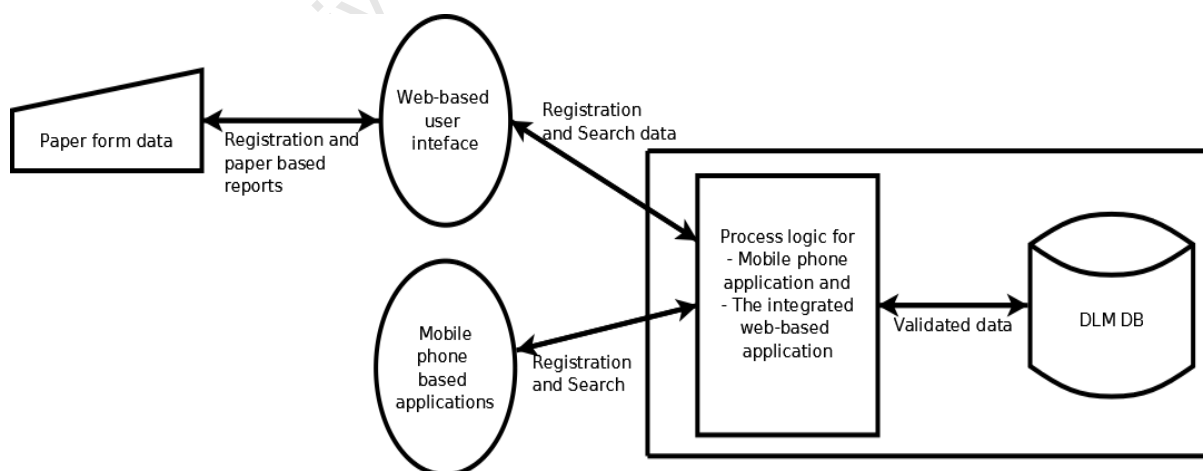 Paper form data
Registration and
paper based
reports
Web-based
user
inteface
Registration
and Search data
Mobile
phone
based
applications
Registration
and Search
Process logic for
- Mobile phone
application and
- The integrated
web-based
application
Validated data
DLM DB